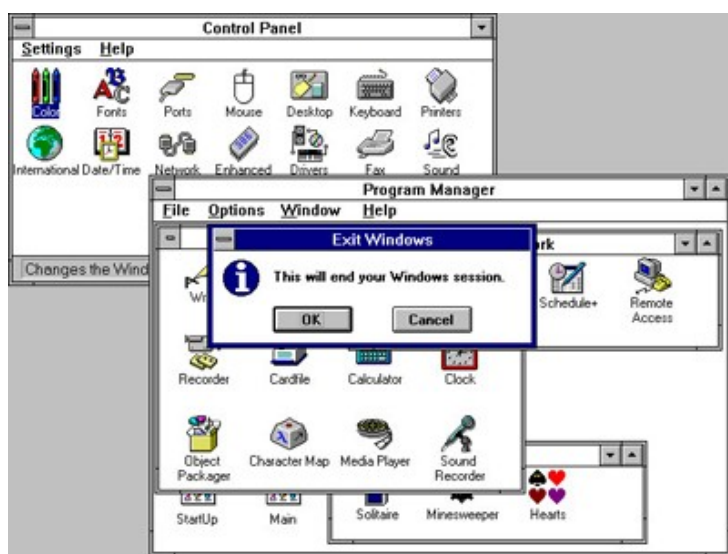 Control Panel
Settings Help
Color Fonts Ports Mouse Desktop Keyboard Printers
International Date/Time Network Enhanced Drivers Fax Sound
Program Manager
File Options Window Help
Exit Windows
This will end your Windows session.
OK Cancel
Changes the Wind
Schedule+ Remote
Access
Recorder Cardfile Calculator Clock
Object
Packager Character Map Media Player Sound
Recorder
StartUp Main Solitaire Minesweeper Hearts